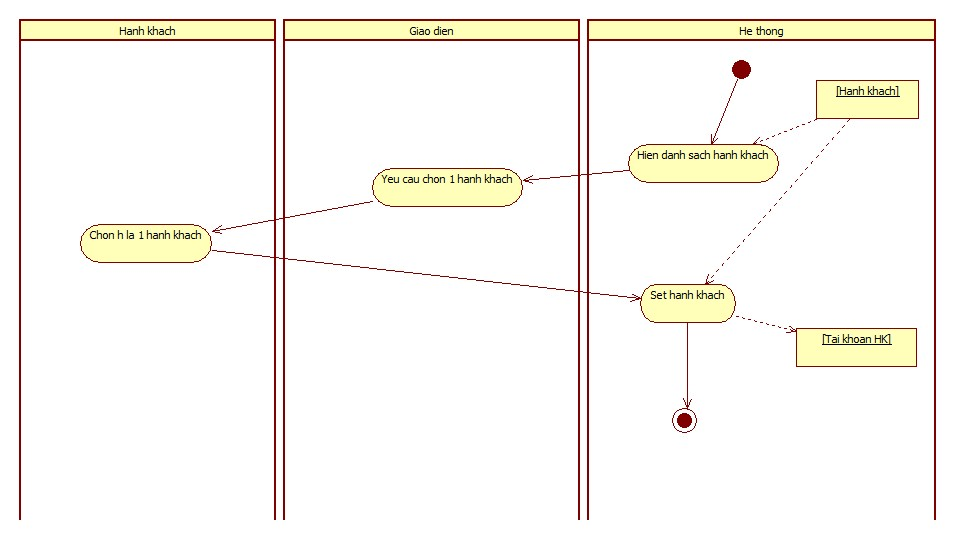 Hanh khach
Giao dien
He thong
[Hanh khach]
Hien danh sach hanh khach
Yeu cau chon 1 hanh khach
Chon h la 1 hanh khach
Set hanh khach
[Tai khoan HK]